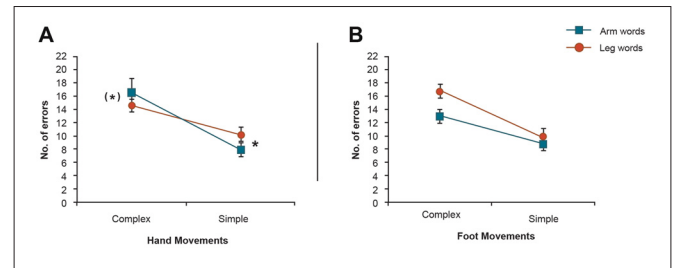 A
B
Arm words
Leg words
No. of errors
22
20
18
16
14
12
10
8
6
4
2
0
(*)
*
Complex
Simple
Hand Movements
No. of errors
22
20
18
16
14
12
10
8
6
4
2
0
Complex
Simple
Foot Movements